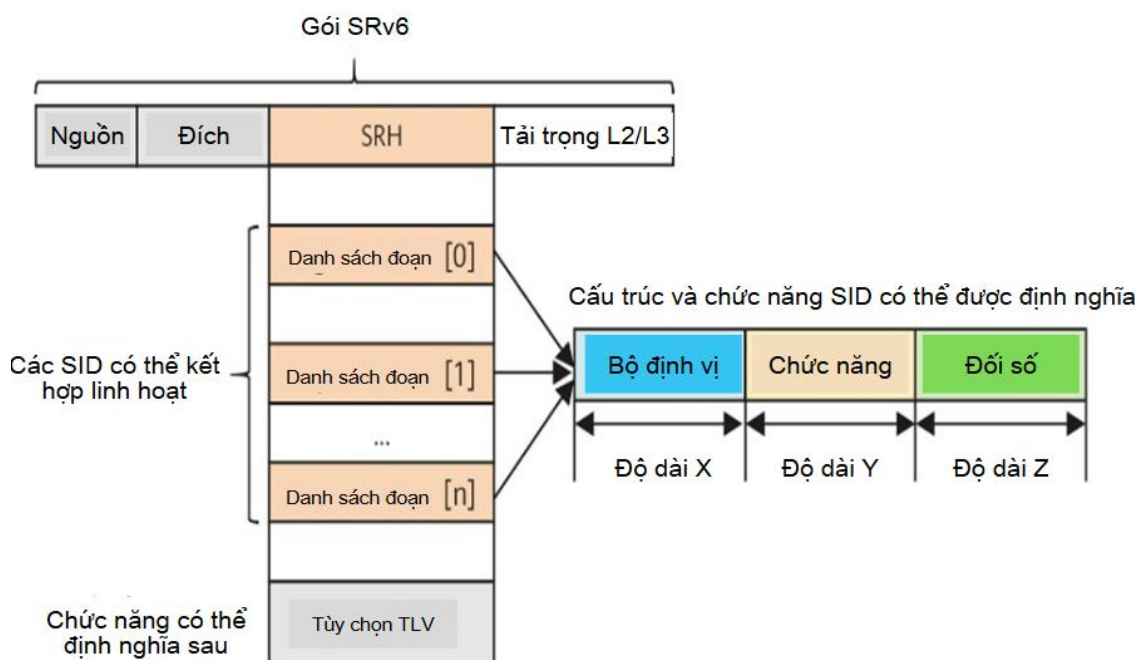 Gói SRv6
Nguồn
Đích
SRH
Tải trọng L2/L3
Danh sách đoạn [0]
Cấu trúc và chức năng SID có thể được định nghĩa
Các SID có thể kết
hợp linh hoạt
Danh sách đoạn [1]
Bộ định vị
Chức năng
Đối số
...
Độ dài X
Độ dài Y
Độ dài Z
Danh sách đoạn [n]
Chức năng có thể
định nghĩa sau
Tùy chọn TLV